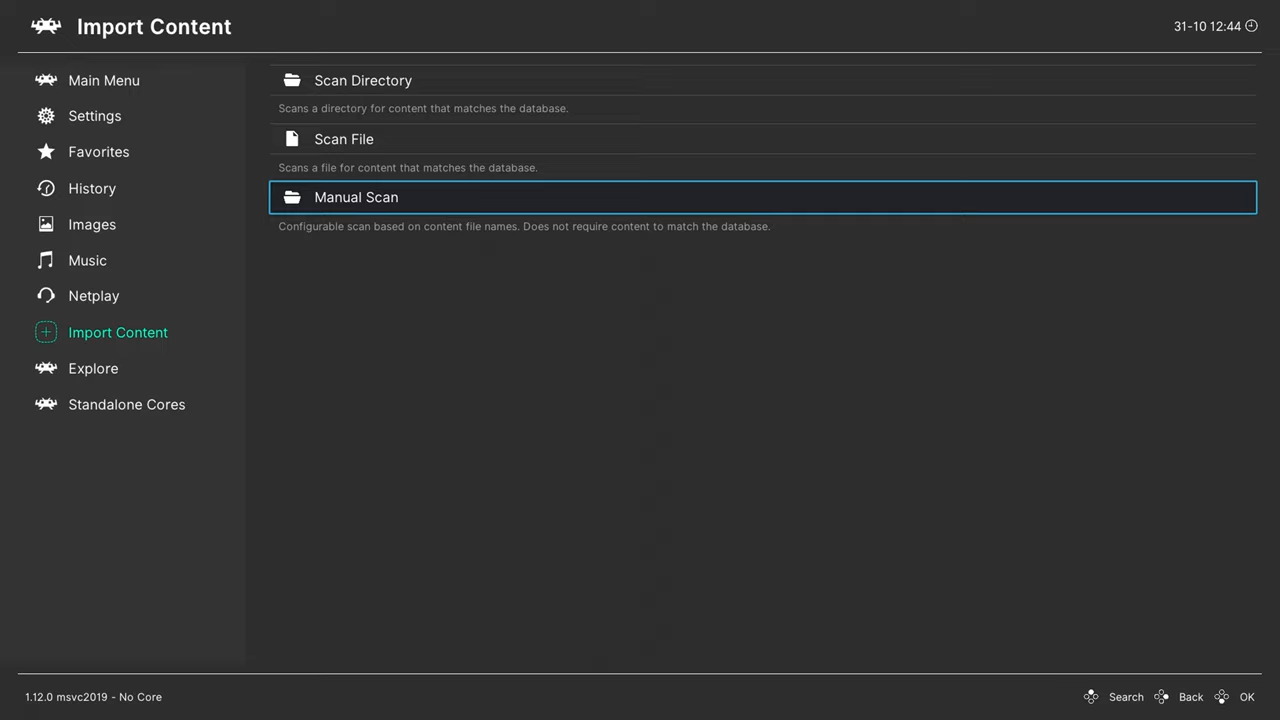 Import Content
31-10 12:44
Main Menu
Settings
Favorites
History
Images
Music
Netplay
Import Content
Explore
Standalone Cores
Scan Directory
Scans a directory for content that matches the database.
Scan File
Scans a file for content that matches the database.
Manual Scan
Configurable scan based on content file names. Does not require content to match the database.
1.12.0 msvc2019 - No Core
Search
Back
OK